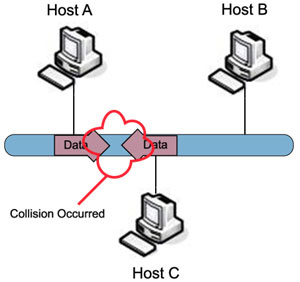 Host A
Host B
Data
Data
Collision Occurred
Host C